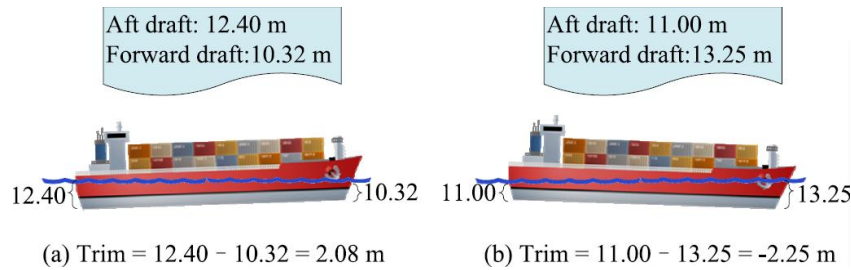 Aft draft: 12.40 m
Forward draft:10.32 m
12.40
10.32
(a) Trim = 12.40 - 10.32 = 2.08 m
Aft draft: 11.00 m
Forward draft:13.25 m
11.00
13.25
(b) Trim = 11.00 - 13.25 = -2.25 m